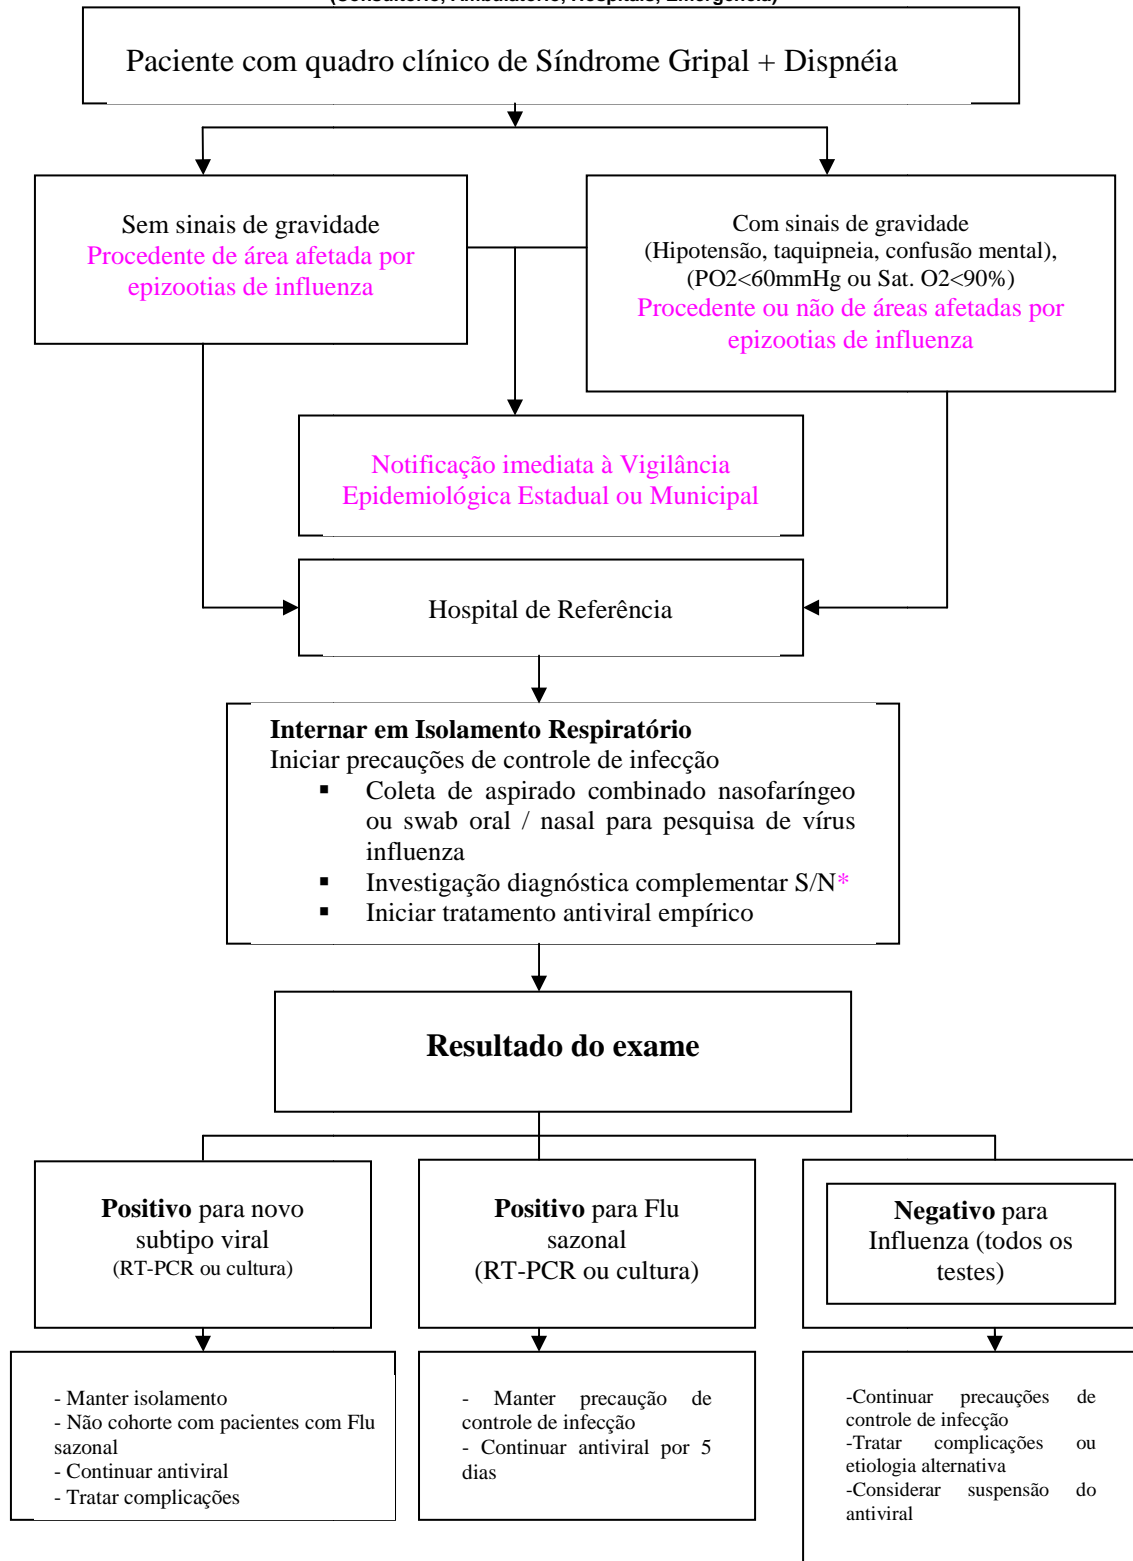 (Consultório, Ambulatório, Hospitais, Emergência)
Paciente com quadro clínico de Síndrome Gripal + Dispnéia
Sem sinais de gravidade
Procedente de área afetada por
epizootias de influenza
Com sinais de gravidade
(Hipotensão, taquipneia, confusão mental),
(PO2<60mmHg ou Sat. O2<90%)
Procedente ou não de áreas afetadas por
epizootias de influenza
Notificação imediata à Vigilância
Epidemiológica Estadual ou Municipal
Hospital de Referência
Internar em Isolamento Respiratório
Iniciar precauções de controle de infecção
▪ Coleta de aspirado combinado nasofaríngeo
ou swab oral / nasal para pesquisa de vírus
influenza
▪ Investigação diagnóstica complementar S/N*
▪ Iniciar tratamento antiviral empírico
Resultado do exame
Positivo para novo
subtipo viral
(RT-PCR ou cultura)
Positivo para Flu
sazonal
(RT-PCR ou cultura)
Negativo para
Influenza (todos os
testes)
- Manter isolamento
- Não cohorte com pacientes com Flu
sazonal
- Continuar antiviral
- Tratar complicações
- Manter precaução de
controle de infecção
- Continuar antiviral por 5
dias
-Continuar precauções de
controle de infecção
-Tratar complicações ou
etiologia alternativa
-Considerar suspensão do
antiviral